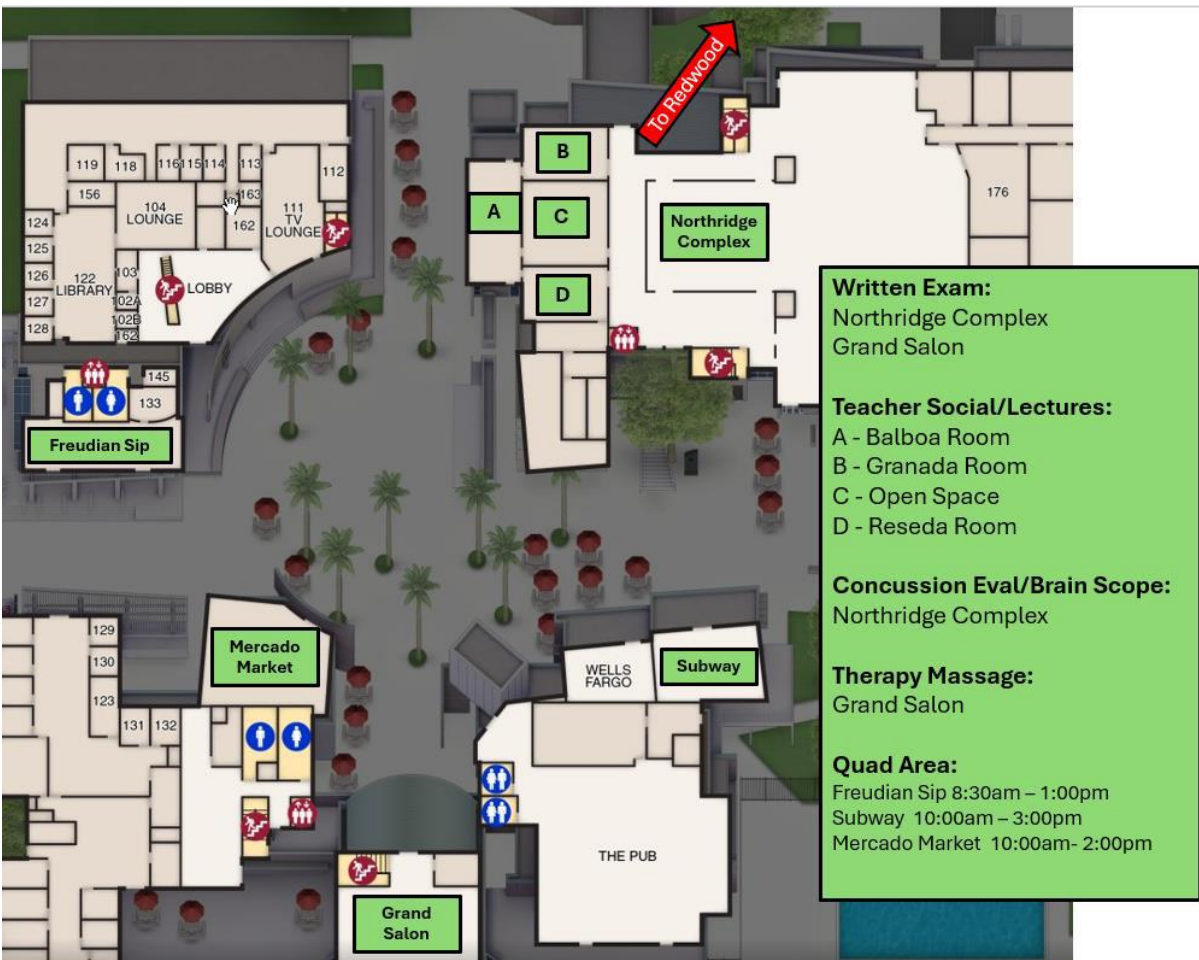 To Redwood
119
118
116
115
114
113
112
156
163
104
LOUNGE
162
111
TV
LOUNGE
124
125
126
127
128
122
LIBRARY
103
102A
102B
162
LOBBY
145
133
Freudian Sip
A
B
C
D
Northridge
Complex
176
Mercado
Market
WELLS
FARGO
Subway
129
130
123
131
132
THE PUB
Grand
Salon
Written Exam:
Northridge Complex
Grand Salon
Teacher Social/Lectures:
A - Balboa Room
B - Granada Room
C - Open Space
D - Reseda Room
Concussion Eval/Brain Scope:
Northridge Complex
Therapy Massage:
Grand Salon
Quad Area:
Freudian Sip 8:30am – 1:00pm
Subway 10:00am – 3:00pm
Mercado Market 10:00am- 2:00pm